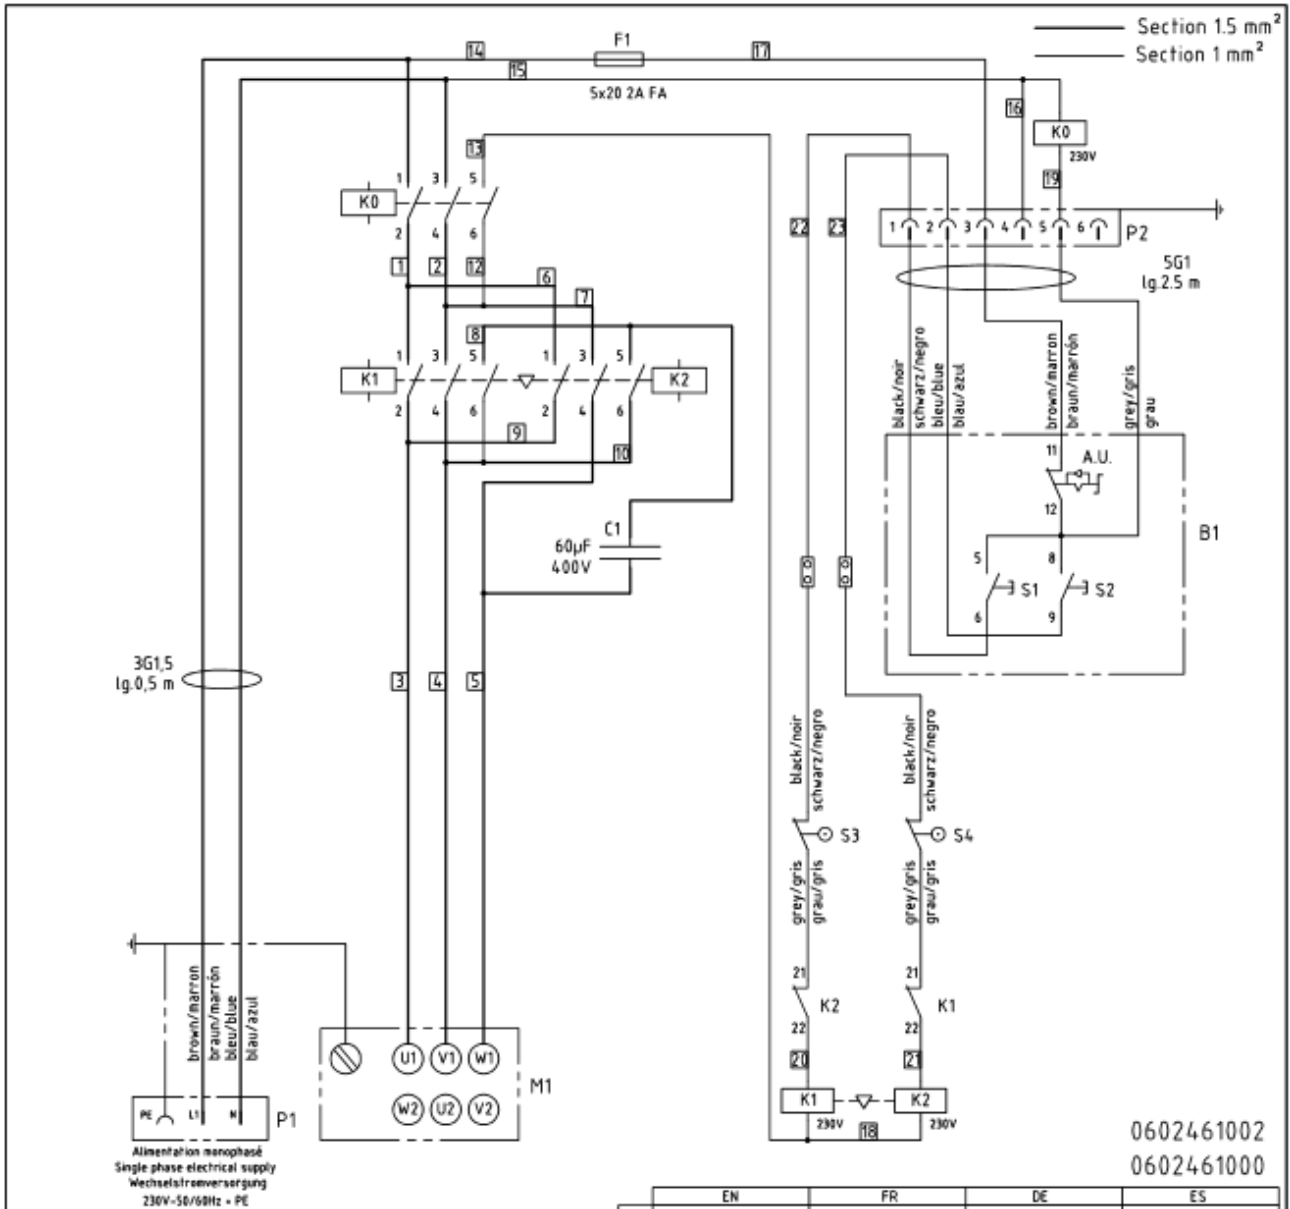 Section 1.5 mm²
Section 1 mm²
14
F1
17
15
5x20 2A FA
16
K0
230V
13
19
1 3 5
K0
2 4 6
22
23
1 2 3 4 5 6
P2
5G1
lg.2.5 m
1
2
12
6
7
8
1 3 5 1 3 5
K1
K2
2 4 6 2 4 6
9
10
black/noir
schwarz/negro
bleu/blue
blau/azul
brown/marron
braun/marrón
grey/gris
grau
11
A.U.
12
B1
C1
60µF
400V
5
8
S1
S2
6
9
3G1,5
lg.0,5 m
3
4
5
black/noir
schwarz/negro
black/noir
schwarz/negro
S3
S4
grey/gris
grau/gris
grey/gris
grau/gris
brown/marron
braun/marrón
bleu/blue
blau/azul
21
K2
22
21
K1
22
20
21
U1 V1 W1
W2 U2 V2
M1
K1
230V
K2
230V
18
PE L1 N
P1
Alimentation monophasé
Single phase electrical supply
Wechselstromversorgung
230V-50/60Hz + PE
0602461002
0602461000
EN FR DE ES